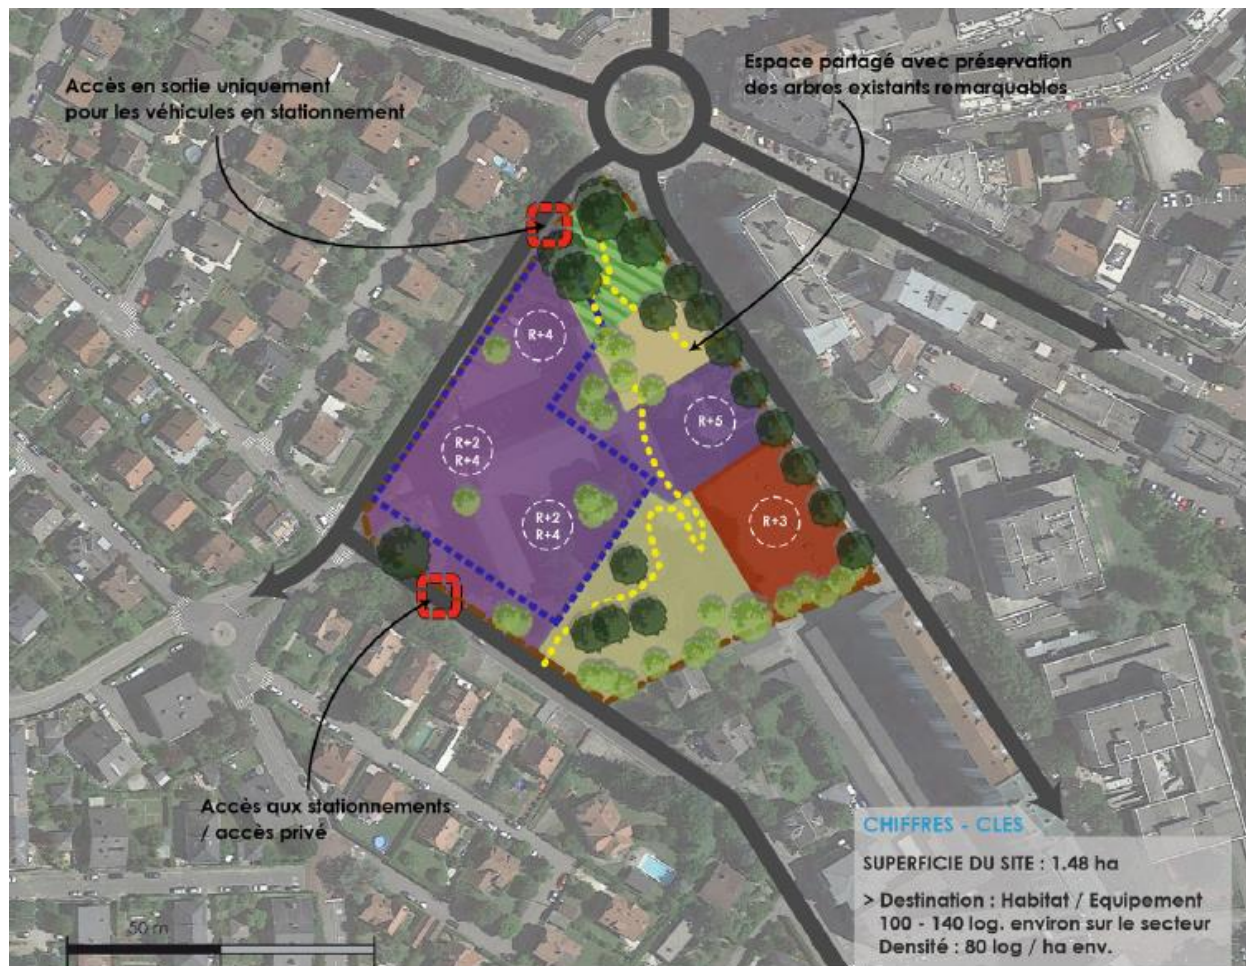 Accès en sortie uniquement
pour les véhicules en stationnement
Espace partagé avec préservation
des arbres existants remarquables
R+4
R+5
R+2
R+4
R+2
R+4
R+3
Accès aux stationnements
/ accès privé
50 m
CHIFFRES - CLES
SUPERFICIE DU SITE : 1.48 ha
> Destination : Habitat / Equipement
100 - 140 log. environ sur le secteur
Densité : 80 log / ha env.